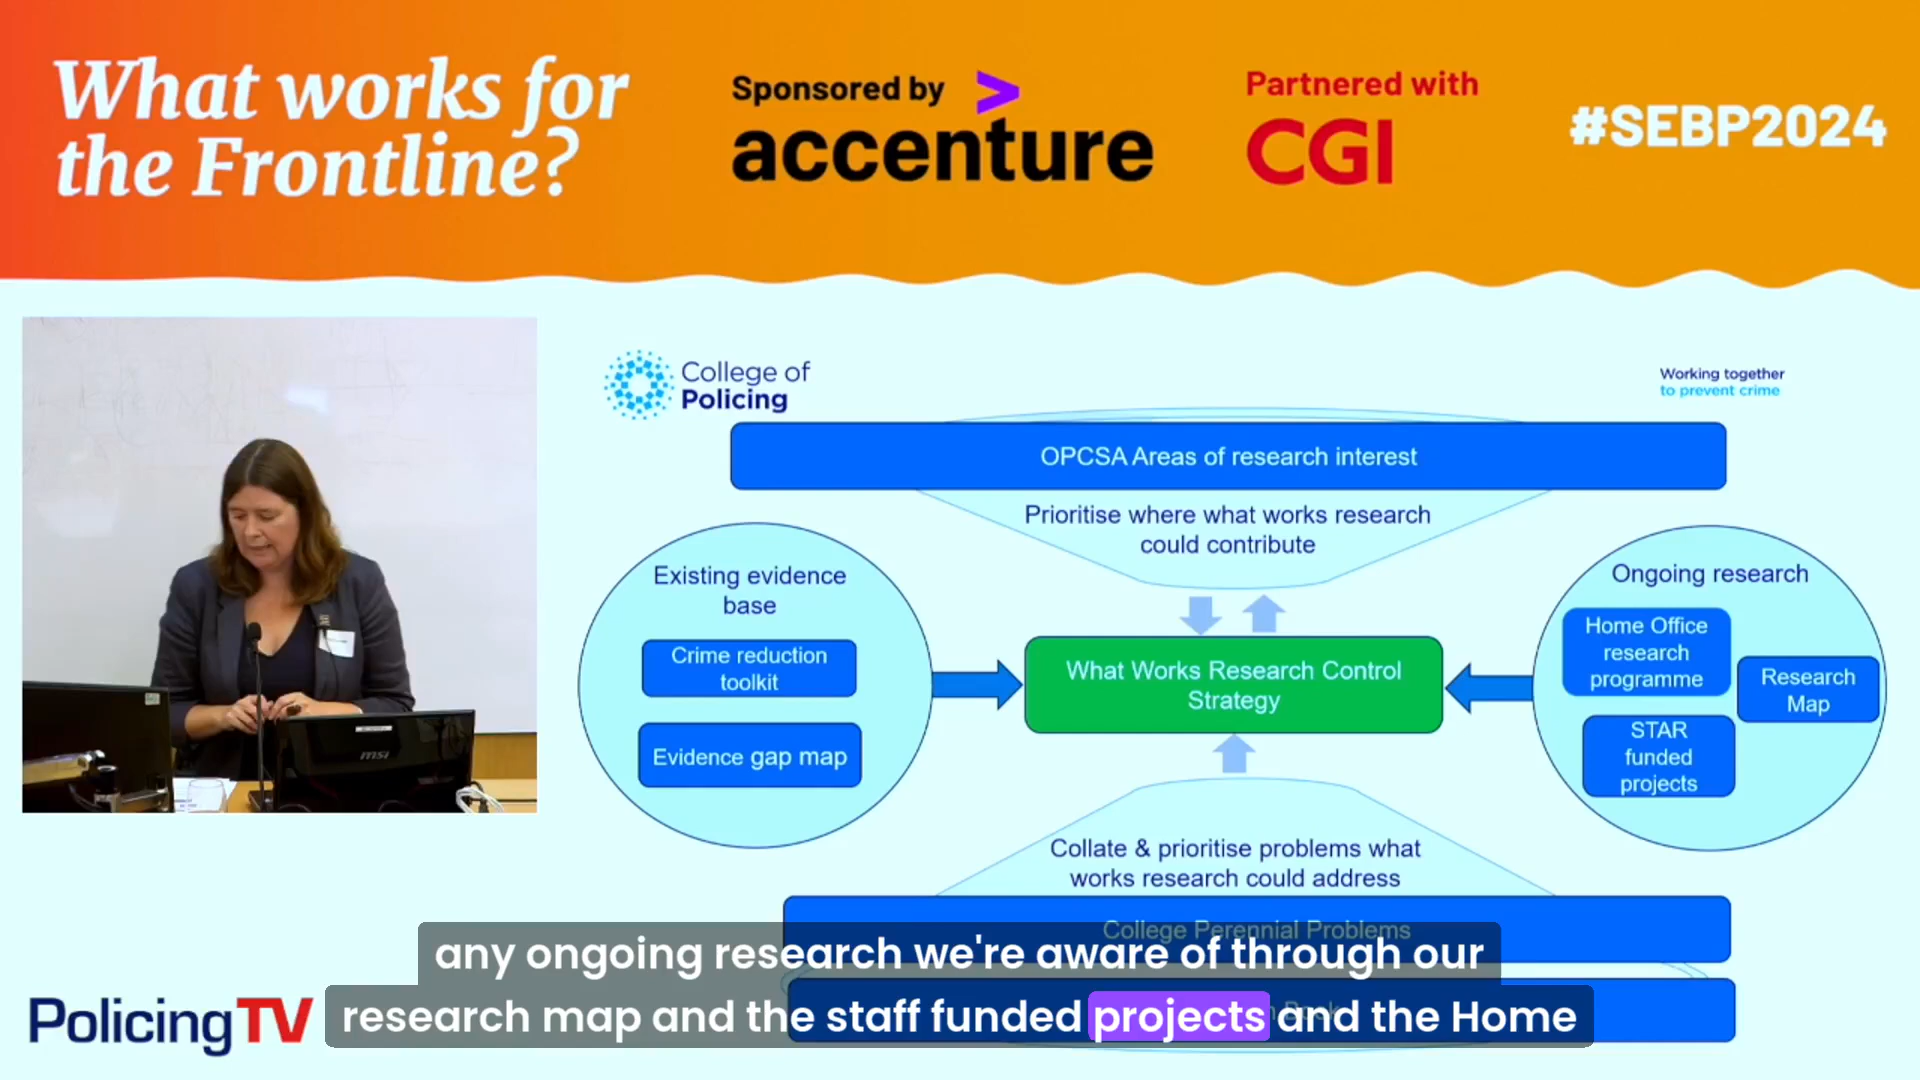 What works for
the Frontline?
Sponsored by
accenture
Partnered with
CGI
#SEBP2024
College of
Policing
Working together
to prevent crime
OPCSA Areas of research interest
Prioritise where what works research
could contribute
Existing evidence
base
Crime reduction
toolkit
Evidence gap map
What Works Research Control
Strategy
Ongoing research
Home Office
research
programme
Research
Map
STAR
funded
projects
Collate & prioritise problems what
works research could address
College Perennial Problems
any ongoing research we're aware of through our
research map and the staff funded projects and the Home
msi
PolicingTV